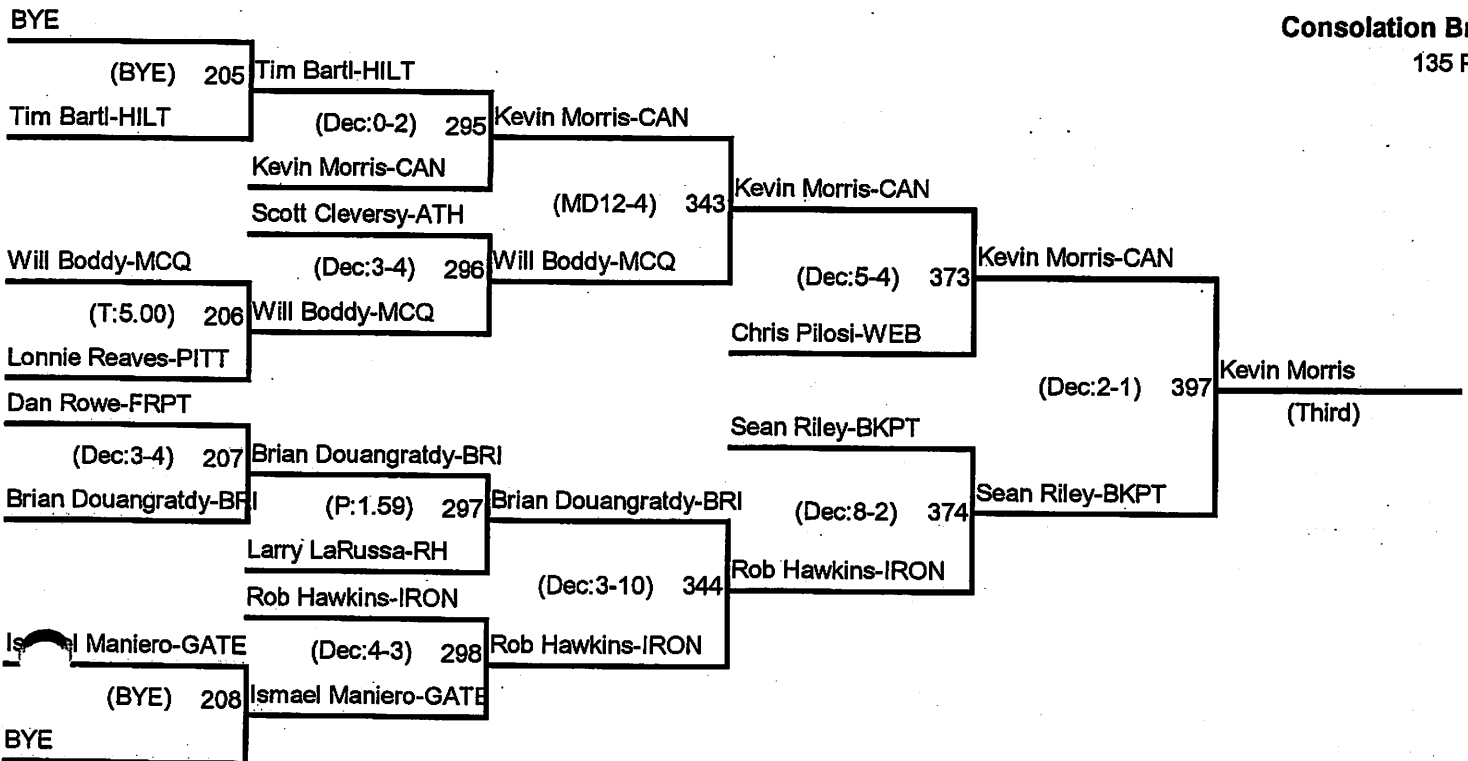 BYE
Consolation
135
(BYE) 205
Tim Bartl-HILT
Tim Bartl-HILT
(Dec:0-2) 295
Kevin Morris-CAN
Kevin Morris-CAN
Scott Cleversy-ATH
(MD12-4) 343
Kevin Morris-CAN
Will Boddy-MCQ
(Dec:3-4) 296
Will Boddy-MCQ
(T:5.00) 206
Will Boddy-MCQ
Lonnie Reaves-PITT
(Dec:5-4) 373
Kevin Morris-CAN
Chris Pilosi-WEB
Dan Rowe-FRPT
(Dec:3-4) 207
Brian Douangratdy-BRI
Brian Douangratdy-BRI
(P:1.59) 297
Brian Douangratdy-BRI
Larry LaRussa-RH
(Dec:2-1) 397
Kevin Morris
(Third)
Sean Riley-BKPT
(Dec:8-2) 374
Sean Riley-BKPT
Rob Hawkins-IRON
(Dec:3-10) 344
Rob Hawkins-IRON
Maniero-GATE
(Dec:4-3) 298
Rob Hawkins-IRON
(BYE) 208
Ismael Maniero-GATE
BYE